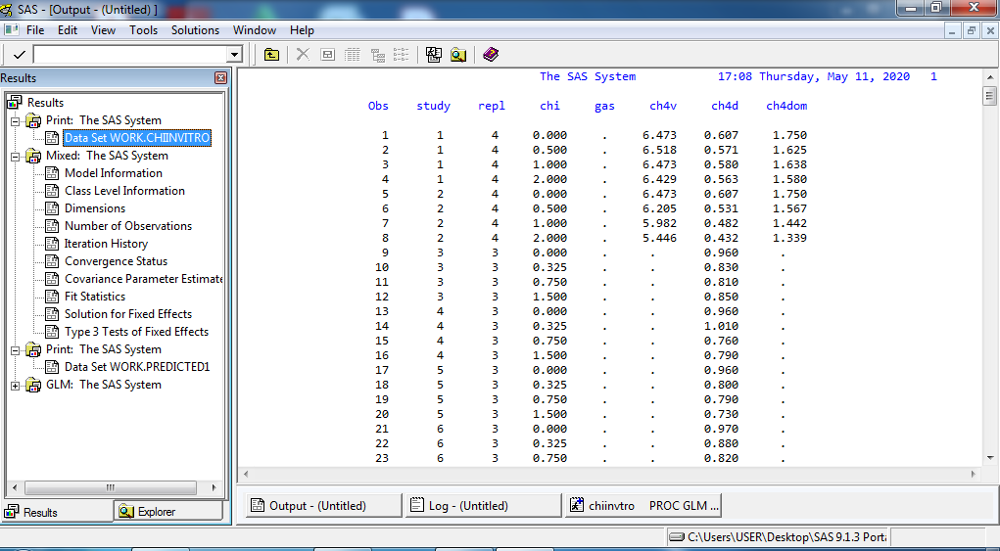 SAS - [Output - (Untitled) ]
File Edit View Tools Solutions Window Help
Results
Results
Print: The SAS System
Data Set WORK.CHIINVITRO
Mixed: The SAS System
Model Information
Class Level Information
Dimensions
Number of Observations
Iteration History
Convergence Status
Covariance Parameter Estimate
Fit Statistics
Solution for Fixed Effects
Type 3 Tests of Fixed Effects
Print: The SAS System
Data Set WORK.PREDICTED1
GLM: The SAS System
Results Explorer
The SAS System 17:08 Thursday, May 11, 2020 1
Obs study repl chi gas ch4v ch4d ch4dom
1 1 4 0.000 . 6.473 0.607 1.750
2 1 4 0.500 . 6.518 0.571 1.625
3 1 4 1.000 . 6.473 0.580 1.638
4 1 4 2.000 . 6.429 0.563 1.580
5 2 4 0.000 . 6.473 0.607 1.750
6 2 4 0.500 . 6.205 0.531 1.567
7 2 4 1.000 . 5.982 0.482 1.442
8 2 4 2.000 . 5.446 0.432 1.339
9 3 3 0.000 . . 0.960 .
10 3 3 0.325 . . 0.830 .
11 3 3 0.750 . . 0.810 .
12 3 3 1.500 . . 0.850 .
13 4 3 0.000 . . 0.960 .
14 4 3 0.325 . . 1.010 .
15 4 3 0.750 . . 0.760 .
16 4 3 1.500 . . 0.790 .
17 5 3 0.000 . . 0.960 .
18 5 3 0.325 . . 0.800 .
19 5 3 0.750 . . 0.790 .
20 5 3 1.500 . . 0.730 .
21 6 3 0.000 . . 0.970 .
22 6 3 0.325 . . 0.880 .
23 6 3 0.750 . . 0.820 .
Output - (Untitled) Log - (Untitled) chiinvtro PROC GLM ...
C:\Users\USER\Desktop\SAS 9.1.3 Porta